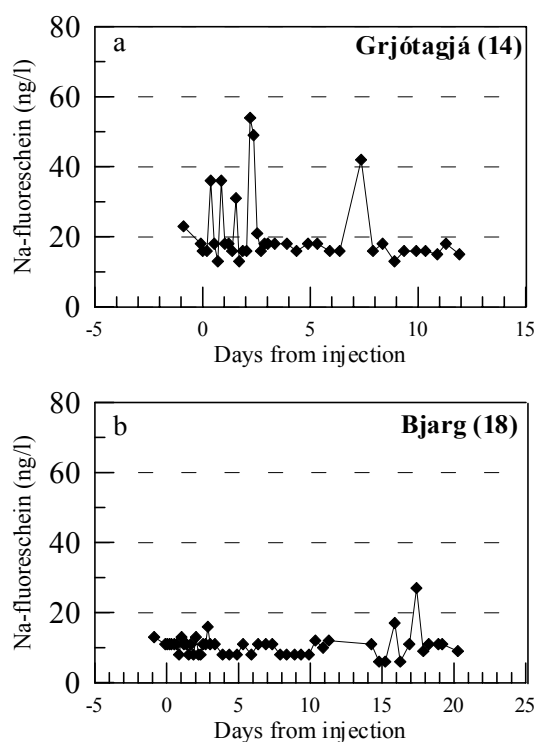 80
a
Grjótagjá (14)
60
40
20
0
Na-fluoreschein (ng/l)
-5
0
5
10
15
Days from injection
80
b
Bjarg (18)
60
40
20
0
Na-fluoreschein (ng/l)
-5
0
5
10
15
20
25
Days from injection